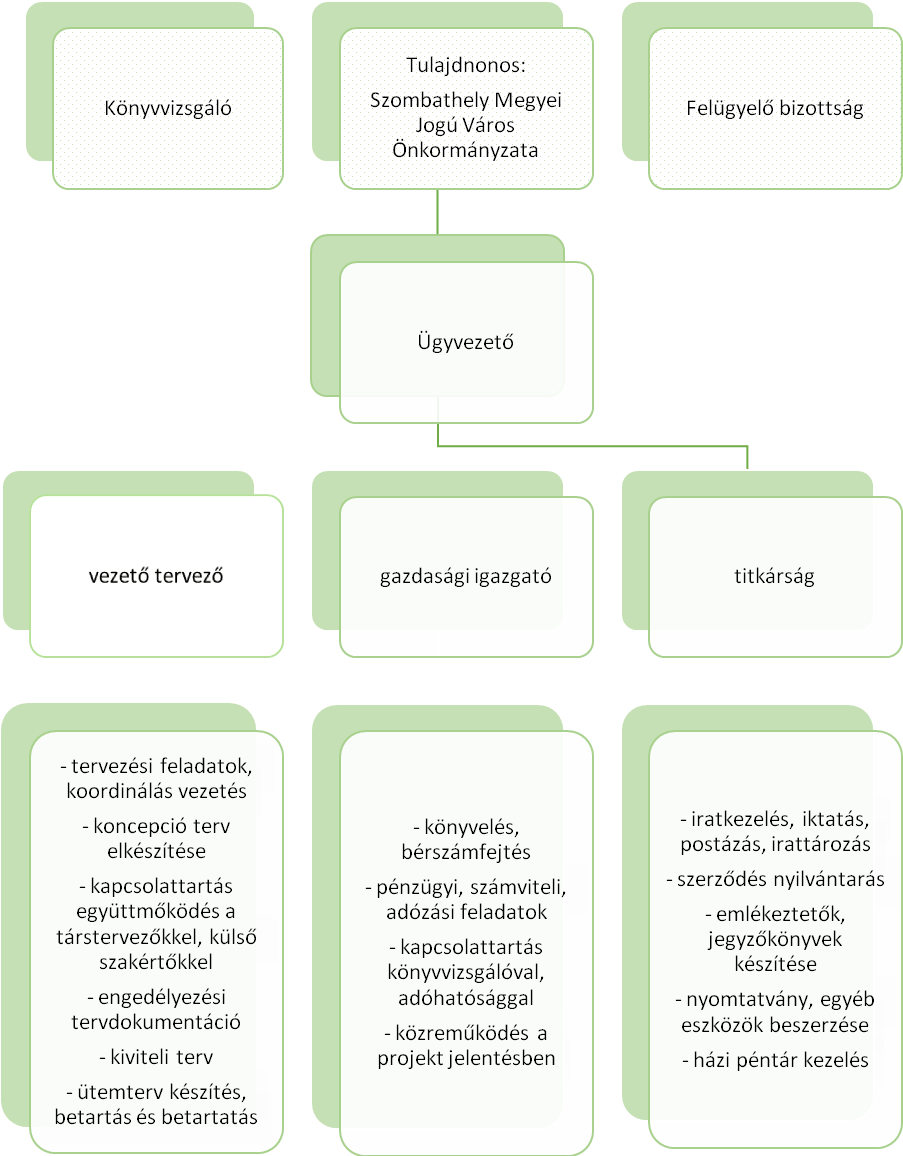 Könyvvizsgáló
Tulajdnonos:
Szombathely Megyei
Jogú Város
Önkormányzata
Felügyelő bizottság
Ügyvezető
vezető tervező
gazdasági igazgató
titkárság
- tervezési feladatok,
koordinálás vezetés
- koncepció terv
elkészítése
- kapcsolattartás
együttműködés a
társtervezőkkel, külső
szakértőkkel
- engedélyezési
tervdokumentáció
- kiviteli terv
- ütemterv készítés,
betartás és betartatás
- könyvelés,
bérszámfejtés
- pénzügyi, számviteli,
adózási feladatok
- kapcsolattartás
könyvvizsgálóval,
adóhatósággal
- közreműködés a
projekt jelentésben
- iratkezelés, iktatás,
postázás, irattározás
- szerződés nyilvántarás
- emlékeztetők,
jegyzőkönyvek
készítése
- nyomtatvány, egyéb
eszközök beszerzése
- házi péntár kezelés